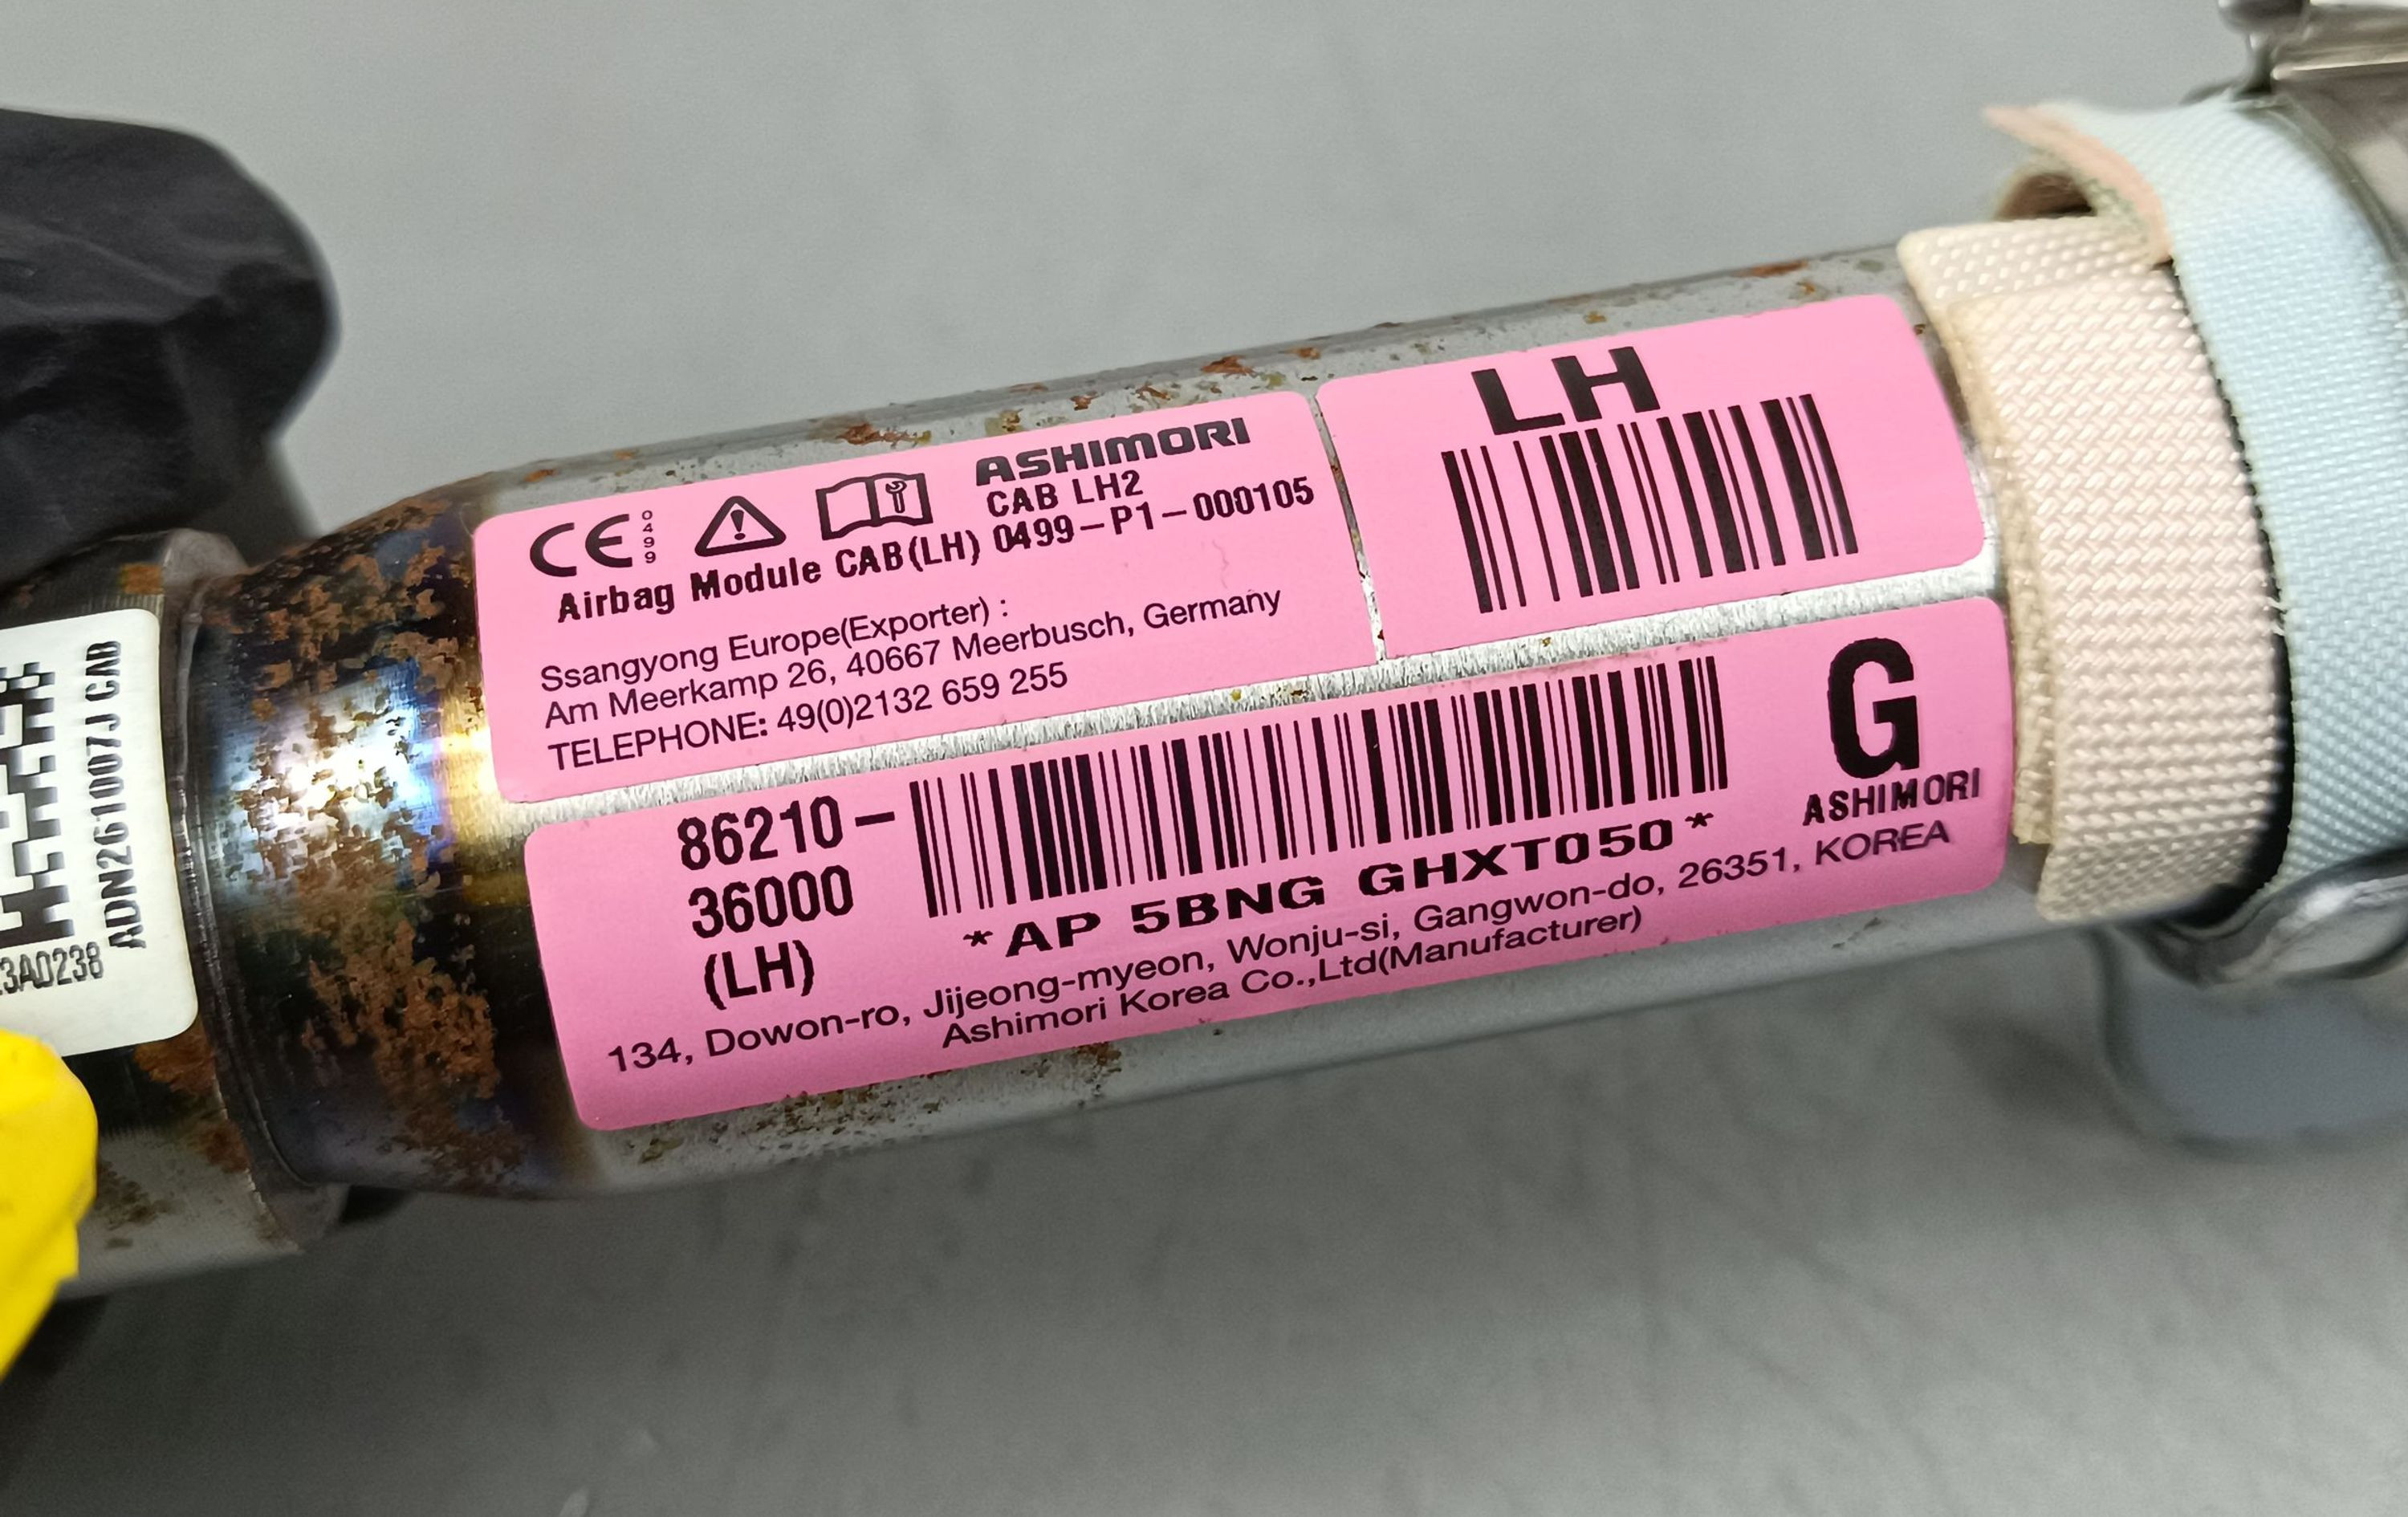 ASHIMORI
CE 0499 CAB LH2
Airbag Module CAB(LH) 0499-P1-000105
Ssangyong Europe(Exporter) :
Am Meerkamp 26, 40667 Meerbusch, Germany
TELEPHONE: 49(0)2132 659 255
LH
86210-
36000
(LH)
*AP 5BNG GHXT050*
G
ASHIMORI
134, Dowon-ro, Jijeong-myeon, Wonju-si, Gangwon-do, 26351, KOREA
Ashimori Korea Co.,Ltd(Manufacturer)
ADN261007J CAB